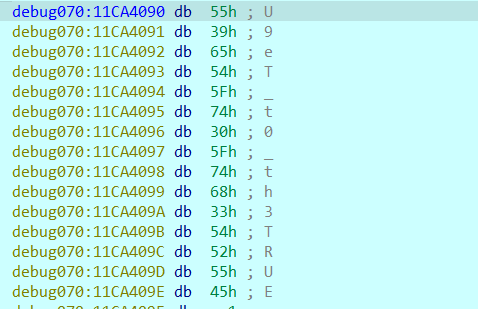 debug070:11CA4090 db 55h ; U
debug070:11CA4091 db 39h ; 9
debug070:11CA4092 db 65h ; e
debug070:11CA4093 db 54h ; T
debug070:11CA4094 db 5Fh ; _
debug070:11CA4095 db 74h ; t
debug070:11CA4096 db 30h ; 0
debug070:11CA4097 db 5Fh ; _
debug070:11CA4098 db 74h ; t
debug070:11CA4099 db 68h ; h
debug070:11CA409A db 33h ; 3
debug070:11CA409B db 54h ; T
debug070:11CA409C db 52h ; R
debug070:11CA409D db 55h ; U
debug070:11CA409E db 45h ; E